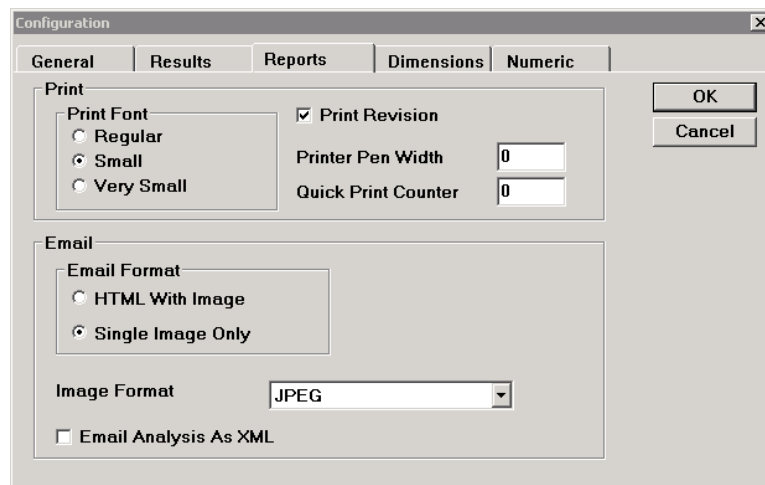 Configuration
General Results Reports Dimensions Numeric
Print
Print Font
Regular
Small
Very Small
Print Revision
Printer Pen Width 0
Quick Print Counter 0
OK
Cancel
Email
Email Format
HTML With Image
Single Image Only
Image Format JPEG
Email Analysis As XML